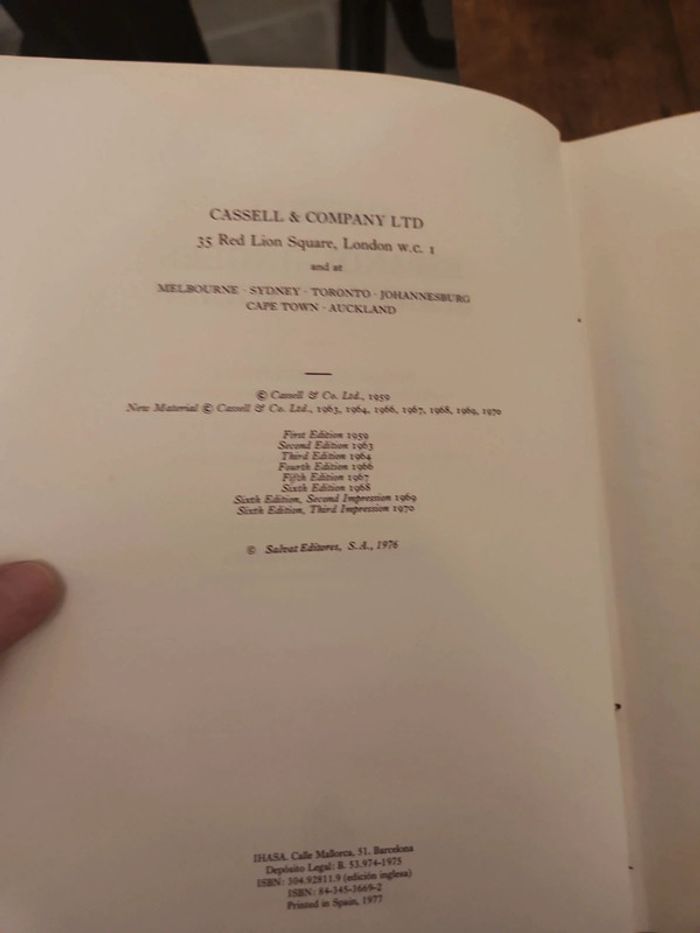 CASSELL & COMPANY LTD
35 Red Lion Square, London W.C. 1
and at
MELBOURNE · SYDNEY · TORONTO · JOHANNESBURG
CAPE TOWN · AUCKLAND
© Cassell & Co. Ltd., 1959
New Material © Cassell & Co. Ltd., 1963, 1964, 1966, 1967, 1968, 1969, 1970
First Edition 1959
Second Edition 1963
Third Edition 1964
Fourth Edition 1966
Fifth Edition 1967
Sixth Edition 1968
Sixth Edition, Second Impression 1969
Sixth Edition, Third Impression 1970
© Salvat Editores, S.A., 1976
IHASA. Calle Mallorca, 51. Barcelona
Depósito Legal: B. 53.974-1975
ISBN: 304.92811.9 (edición inglesa)
ISBN: 84-345-3669-2
Printed in Spain, 1977